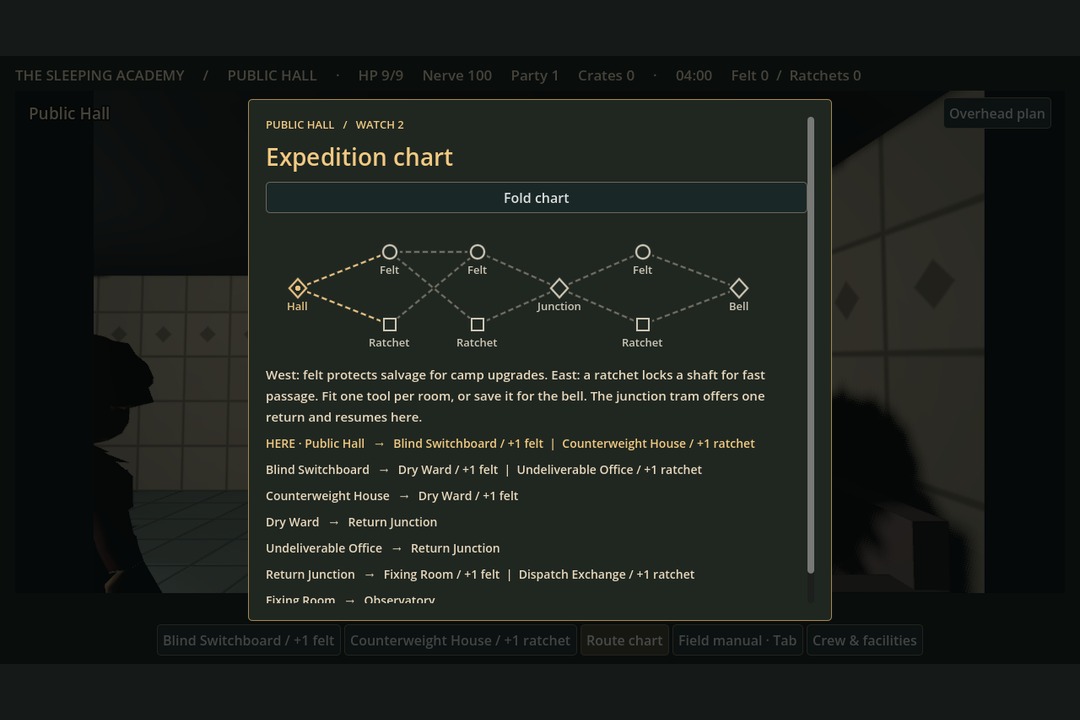 THE SLEEPING ACADEMY / PUBLIC HALL · HP 9/9 Nerve 100 Party 1 Crates 0 · 04:00 Felt 0 / Ratchets 0
Public Hall
Overhead plan
PUBLIC HALL / WATCH 2
Expedition chart
Fold chart
Felt Felt Felt
Hall Junction Bell
Ratchet Ratchet Ratchet
West: felt protects salvage for camp upgrades. East: a ratchet locks a shaft for fast
passage. Fit one tool per room, or save it for the bell. The junction tram offers one
return and resumes here.
HERE · Public Hall → Blind Switchboard / +1 felt | Counterweight House / +1 ratchet
Blind Switchboard → Dry Ward / +1 felt | Undeliverable Office / +1 ratchet
Counterweight House → Dry Ward / +1 felt
Dry Ward → Return Junction
Undeliverable Office → Return Junction
Return Junction → Fixing Room / +1 felt | Dispatch Exchange / +1 ratchet
Fixing Room → Observatory
Blind Switchboard / +1 felt Counterweight House / +1 ratchet Route chart Field manual · Tab Crew & facilities